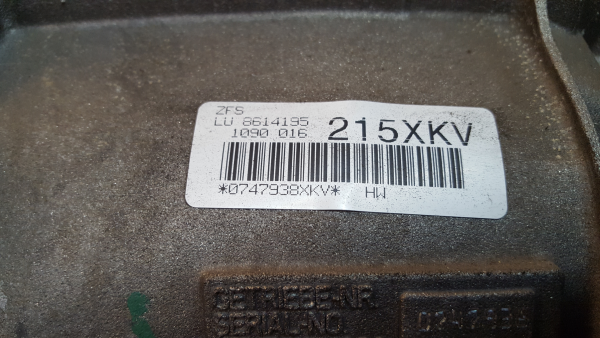 ZFS
LU 8614195
1090 016 215XKV
*0747938XKV* HW
GETRIEBE-NR.
SERIAL-NO.